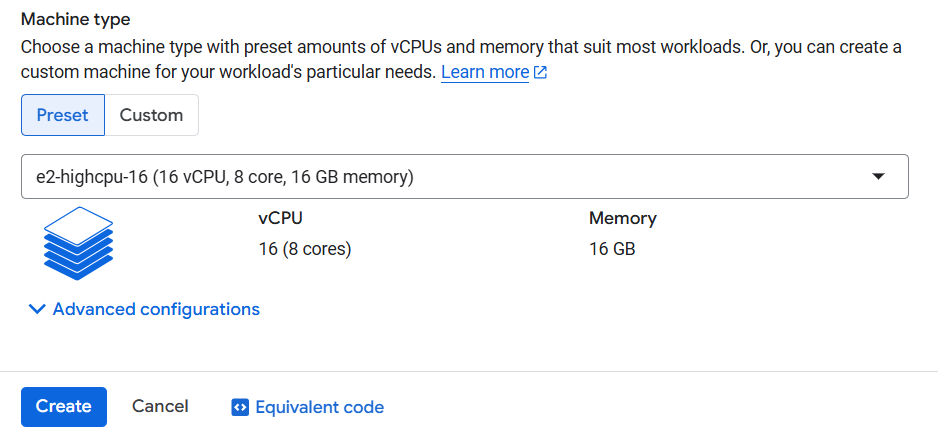 Machine type
Choose a machine type with preset amounts of vCPUs and memory that suit most workloads. Or, you can create a
custom machine for your workload's particular needs. Learn more
Preset Custom
e2-highcpu-16 (16 vCPU, 8 core, 16 GB memory)
vCPU Memory
16 (8 cores) 16 GB
Advanced configurations
Create Cancel Equivalent code